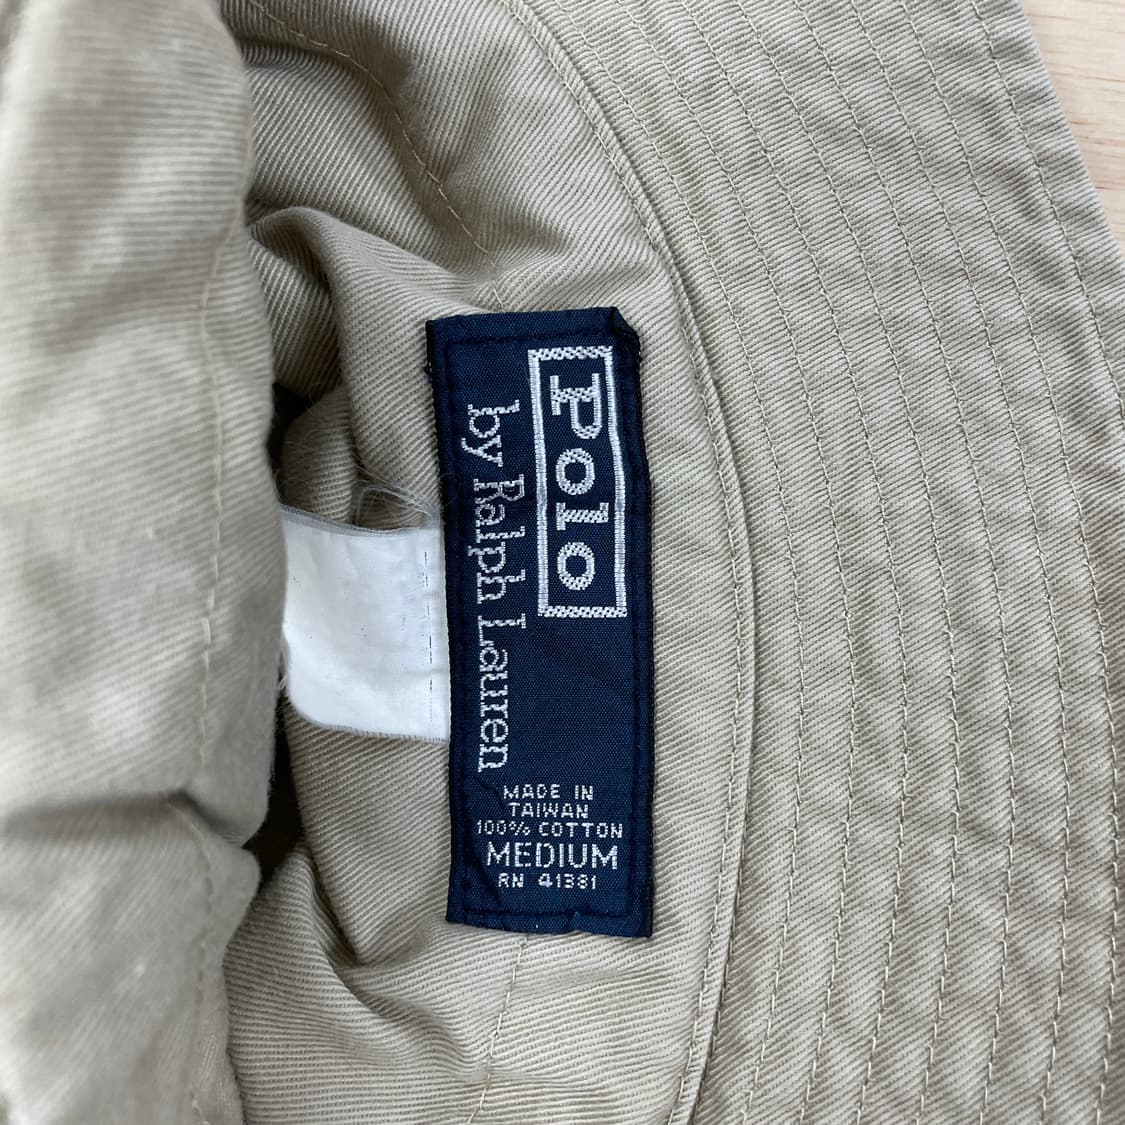 Polo
by Ralph Lauren
MADE IN
TAIWAN
100% COTTON
MEDIUM
RN 41381